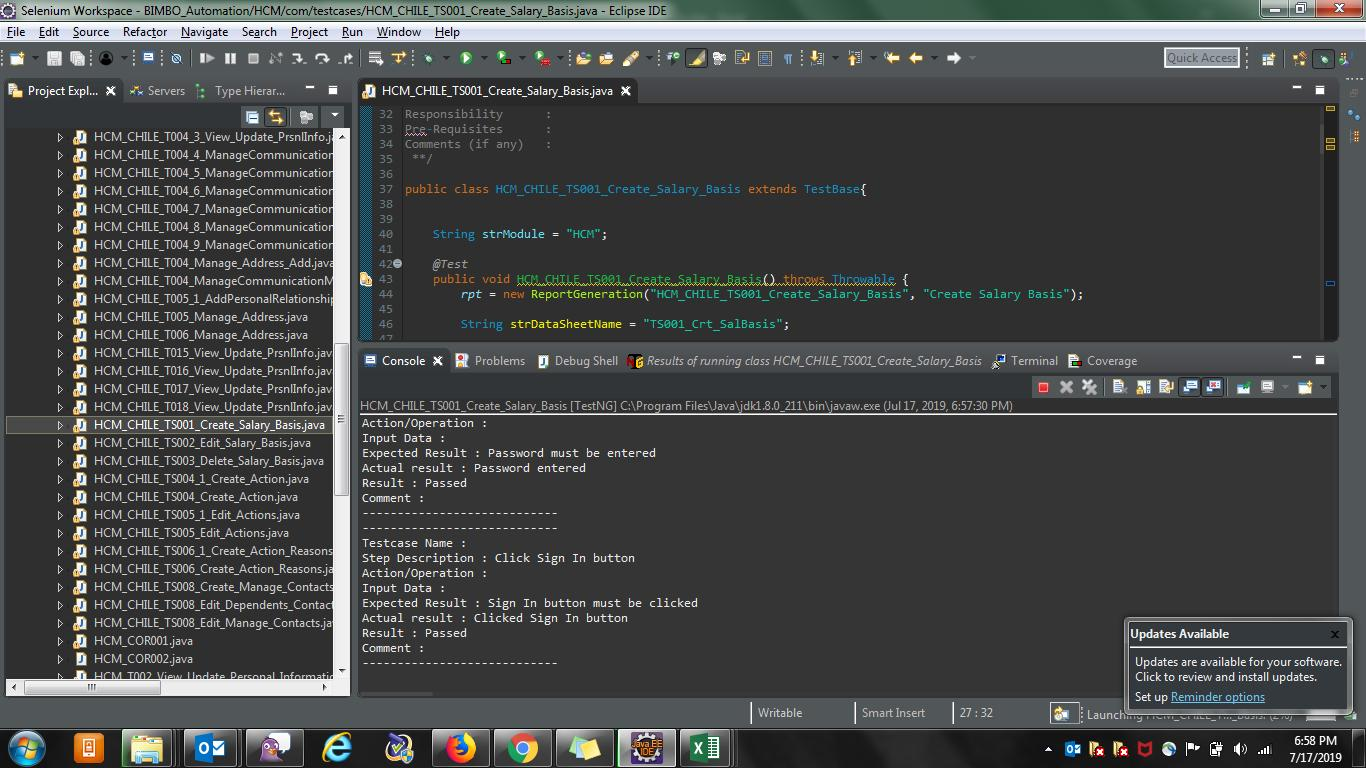 Selenium Workspace - BIMBO_Automation/HCM/com/testcases/HCM_CHILE_TS001_Create_Salary_Basis.java - Eclipse IDE
File Edit Source Refactor Navigate Search Project Run Window Help
Quick Access
Project Expl... Servers Type Hierar...
HCM_CHILE_T004_3_View_Update_PrsnlInfo.ja
HCM_CHILE_T004_4_ManageCommunication
HCM_CHILE_T004_5_ManageCommunication
HCM_CHILE_T004_6_ManageCommunication
HCM_CHILE_T004_7_ManageCommunication
HCM_CHILE_T004_8_ManageCommunication
HCM_CHILE_T004_9_ManageCommunication
HCM_CHILE_T004_Manage_Address_Add.java
HCM_CHILE_T004_ManageCommunicationM
HCM_CHILE_T005_1_AddPersonalRelationship
HCM_CHILE_T005_Manage_Address.java
HCM_CHILE_T006_Manage_Address.java
HCM_CHILE_T015_View_Update_PrsnlInfo.java
HCM_CHILE_T016_View_Update_PrsnlInfo.java
HCM_CHILE_T017_View_Update_PrsnlInfo.java
HCM_CHILE_T018_View_Update_PrsnlInfo.java
HCM_CHILE_TS001_Create_Salary_Basis.java
HCM_CHILE_TS002_Edit_Salary_Basis.java
HCM_CHILE_TS003_Delete_Salary_Basis.java
HCM_CHILE_TS004_1_Create_Action.java
HCM_CHILE_TS004_Create_Action.java
HCM_CHILE_TS005_1_Edit_Actions.java
HCM_CHILE_TS005_Edit_Actions.java
HCM_CHILE_TS006_1_Create_Action_Reasons
HCM_CHILE_TS006_Create_Action_Reasons.ja
HCM_CHILE_TS008_Create_Manage_Contacts
HCM_CHILE_TS008_Edit_Dependents_Contact
HCM_CHILE_TS008_Edit_Manage_Contacts.ja
HCM_COR001.java
HCM_COR002.java
HCM_T002_View_Update_Personal_Informatio
HCM_CHILE_TS001_Create_Salary_Basis.java
32 Responsibility :
33 Pre-Requisites :
34 Comments (if any) :
35 **/
36
37 public class HCM_CHILE_TS001_Create_Salary_Basis extends TestBase{
38
39
40 String strModule = "HCM";
41
42 @Test
43 public void HCM_CHILE_TS001_Create_Salary_Basis() throws Throwable {
44 rpt = new ReportGeneration("HCM_CHILE_TS001_Create_Salary_Basis", "Create Salary Basis");
45
46 String strDataSheetName = "TS001_Crt_SalBasis";
47
Console Problems Debug Shell Results of running class HCM_CHILE_TS001_Create_Salary_Basis Terminal Coverage
HCM_CHILE_TS001_Create_Salary_Basis [TestNG] C:\Program Files\Java\jdk1.8.0_211\bin\javaw.exe (Jul 17, 2019, 6:57:30 PM)
Action/Operation :
Input Data :
Expected Result : Password must be entered
Actual result : Password entered
Result : Passed
Comment :
----------------------------
----------------------------
Testcase Name :
Step Description : Click Sign In button
Action/Operation :
Input Data :
Expected Result : Sign In button must be clicked
Actual result : Clicked Sign In button
Result : Passed
Comment :
----------------------------
Updates Available
Updates are available for your software.
Click to review and install updates.
Set up Reminder options
Writable Smart Insert 27 : 32 Launching HCM_CHILE_T...
Java EE
IDE
6:58 PM
7/17/2019